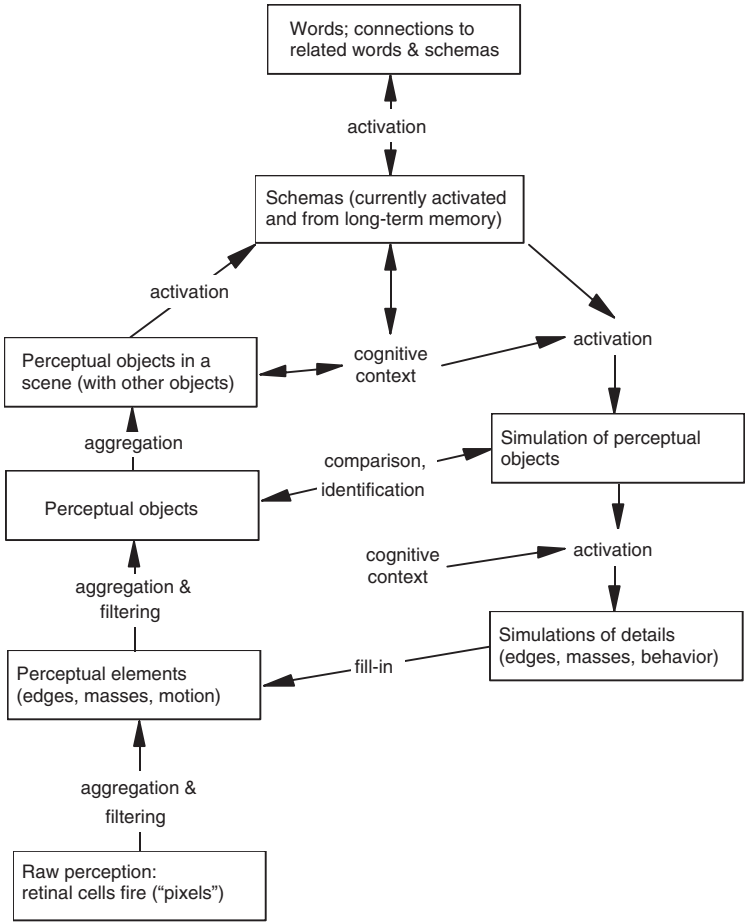 Words; connections to
related words & schemas
activation
Schemas (currently activated
and from long-term memory)
activation
cognitive
context
activation
Perceptual objects in a
scene (with other objects)
aggregation
Simulation of perceptual
objects
comparison,
identification
Perceptual objects
cognitive
context
activation
aggregation &
filtering
Simulations of details
(edges, masses, behavior)
fill-in
Perceptual elements
(edges, masses, motion)
aggregation &
filtering
Raw perception:
retinal cells fire (“pixels”)